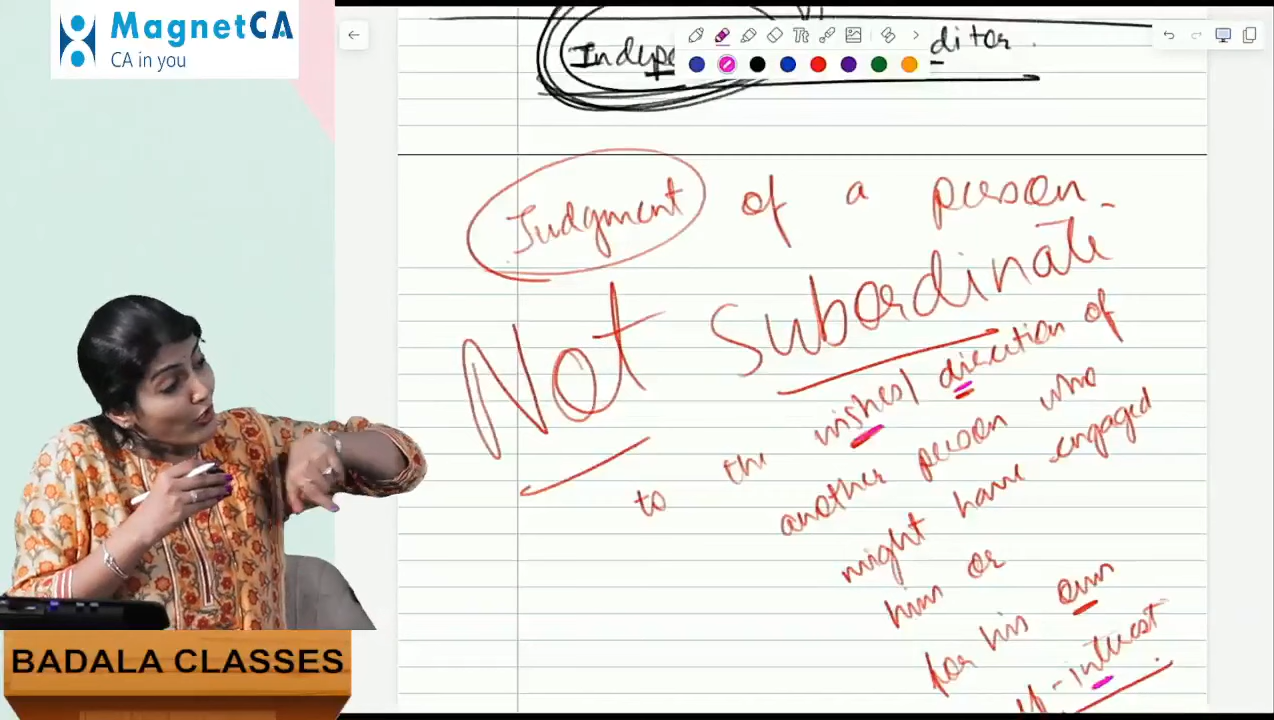 MagnetCA
CA in you
Indepe
ditor
Judgment of a person
Not Subordinate
to the wishes/direction of
another person who
might have engaged
him or
for his own
- interest
BADALA CLASSES